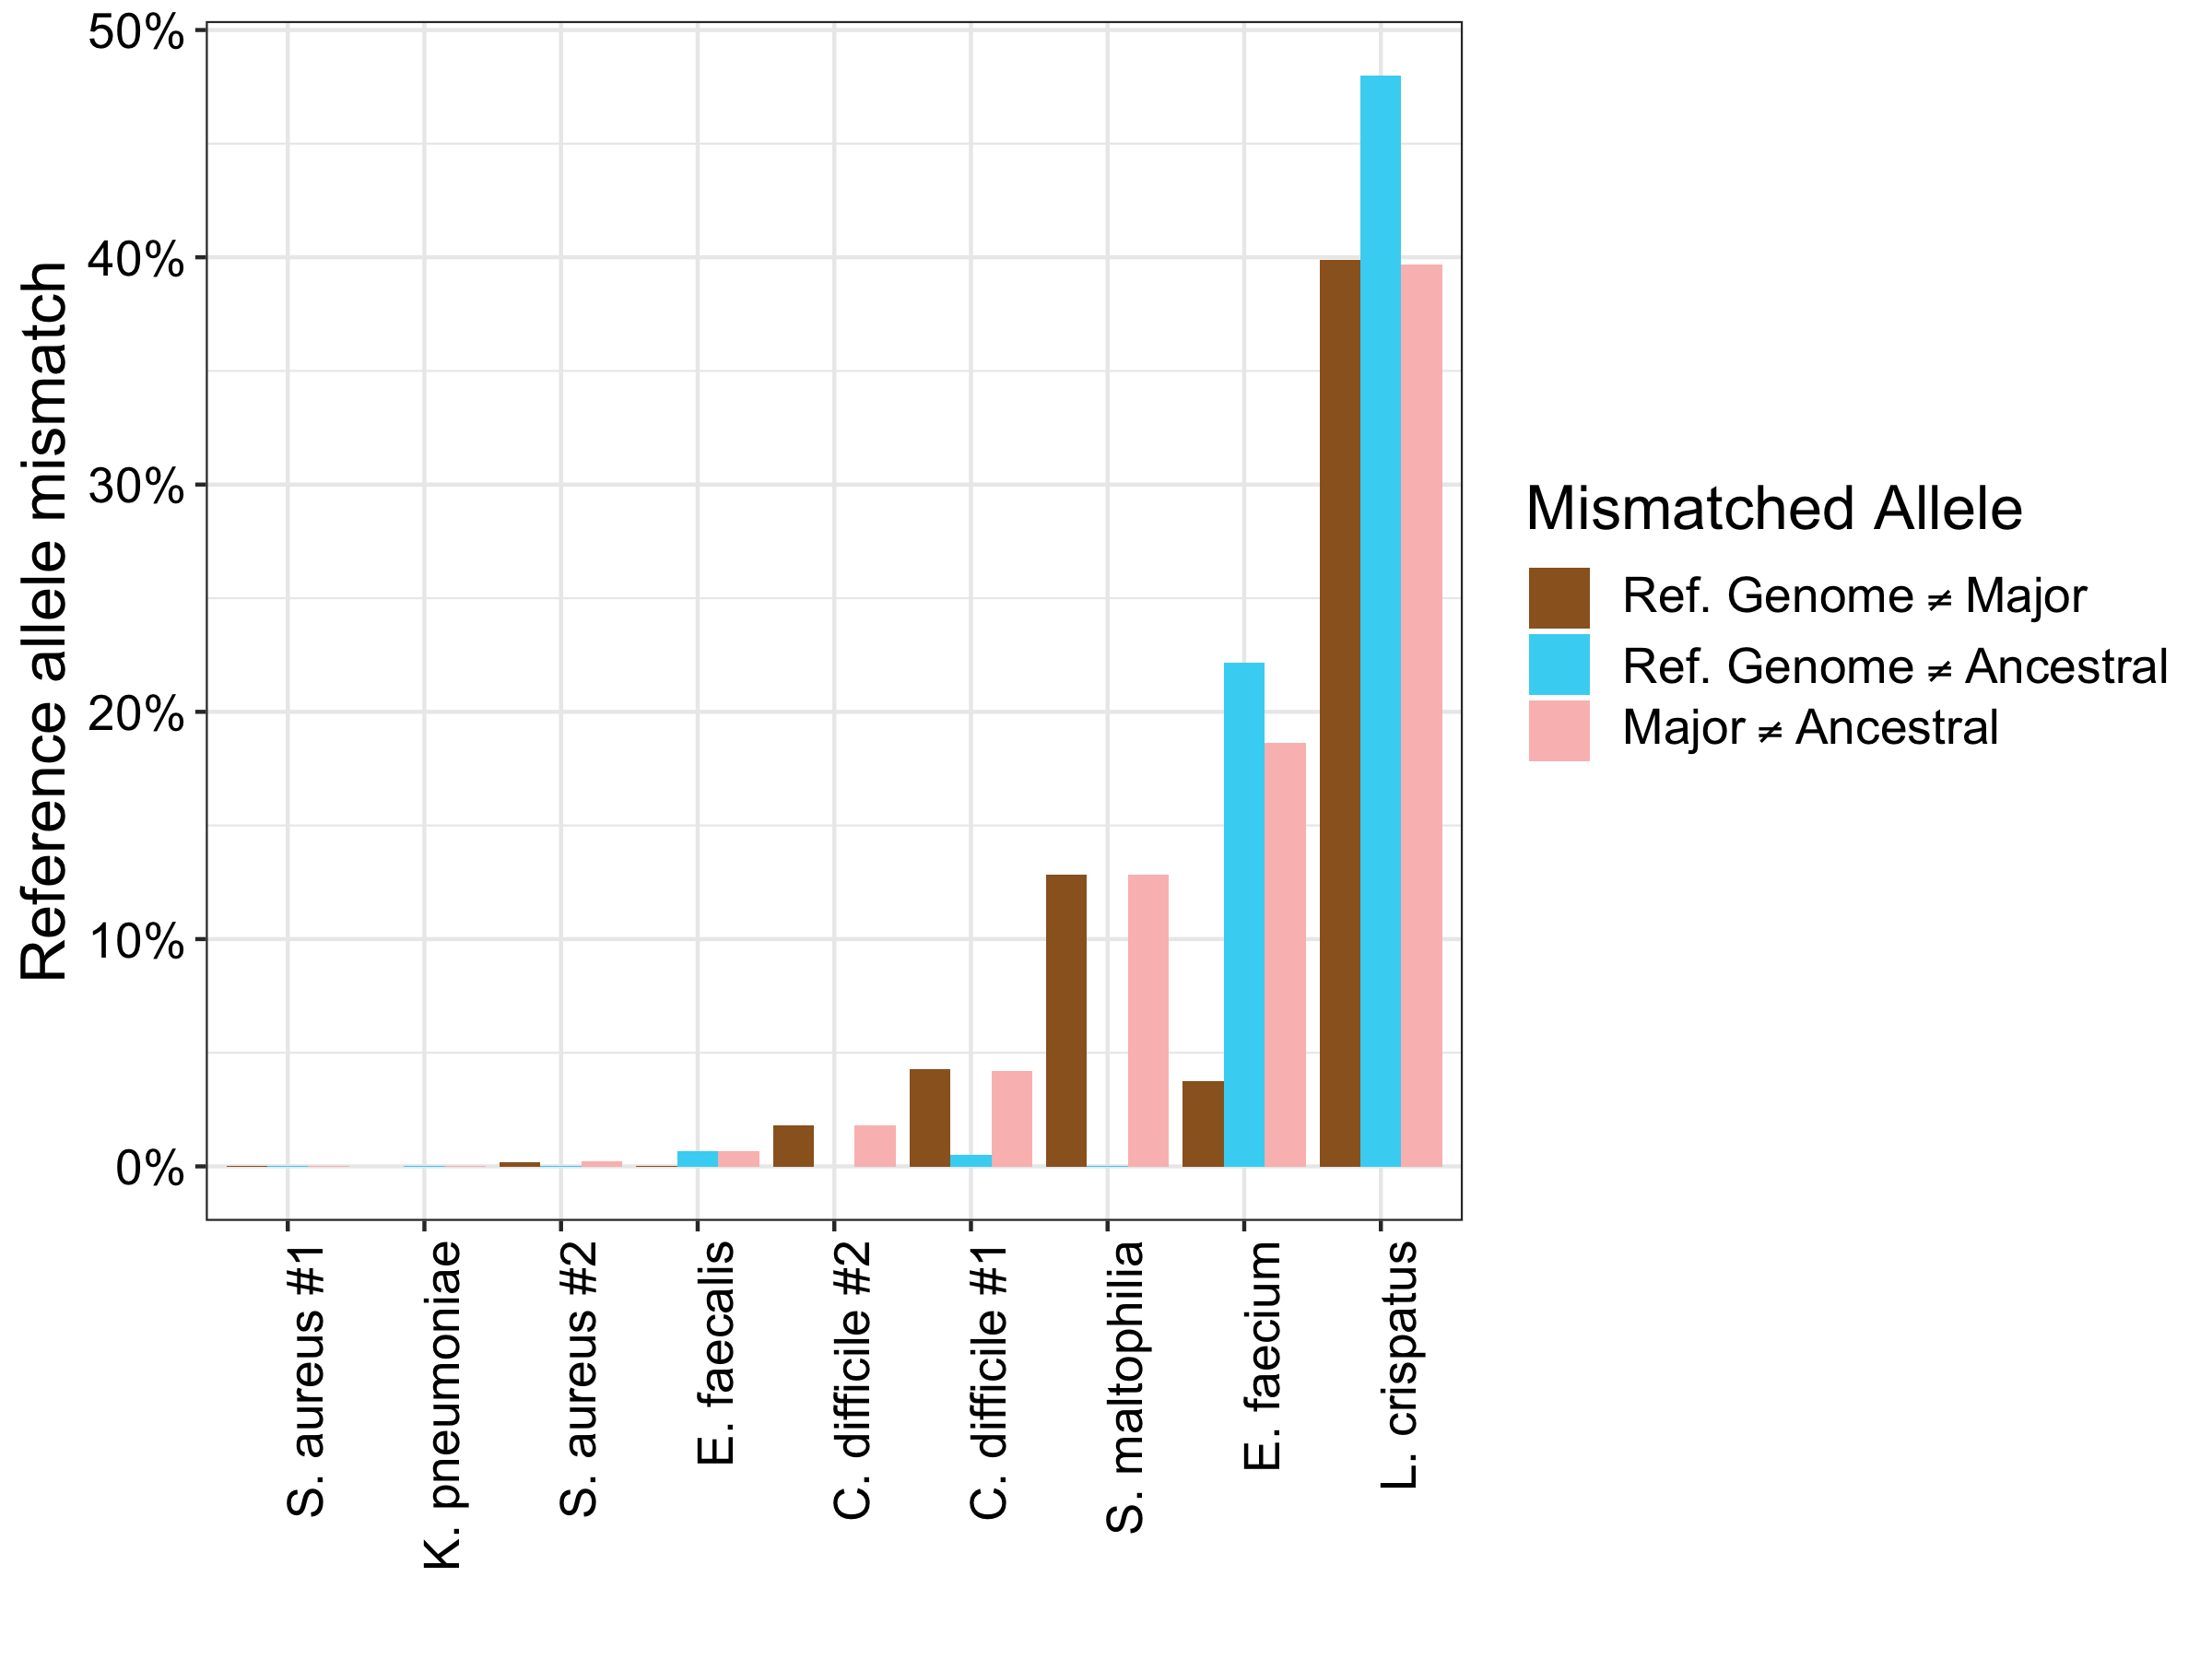 Reference allele mismatch
50%
40%
30%
20%
10%
0%
S. aureus #1
K. pneumoniae
S. aureus #2
E. faecalis
C. difficile #2
C. difficile #1
S. maltophilia
E. faecium
L. crispatus
Mismatched Allele
Ref. Genome ≠ Major
Ref. Genome ≠ Ancestral
Major ≠ Ancestral